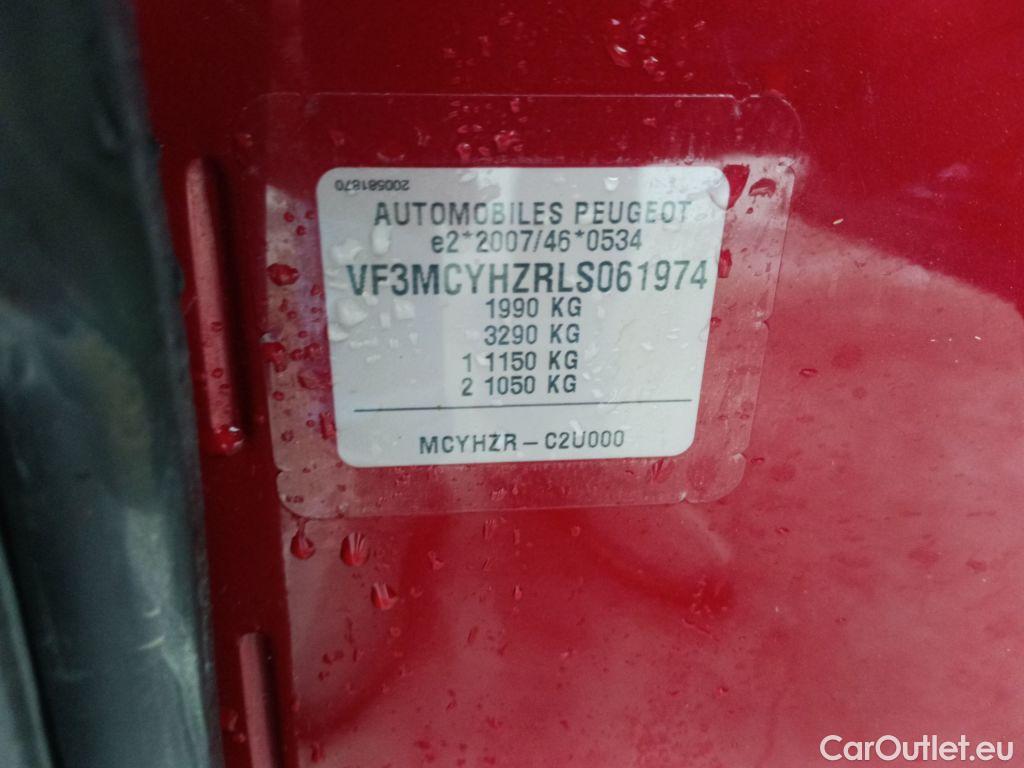 200581870
AUTOMOBILES PEUGEOT
e2*2007/46*0534
VF3MCYHZRLS061974
1990 KG
3290 KG
1 1150 KG
2 1050 KG
MCYHZR – C2U000
CarOutlet.eu